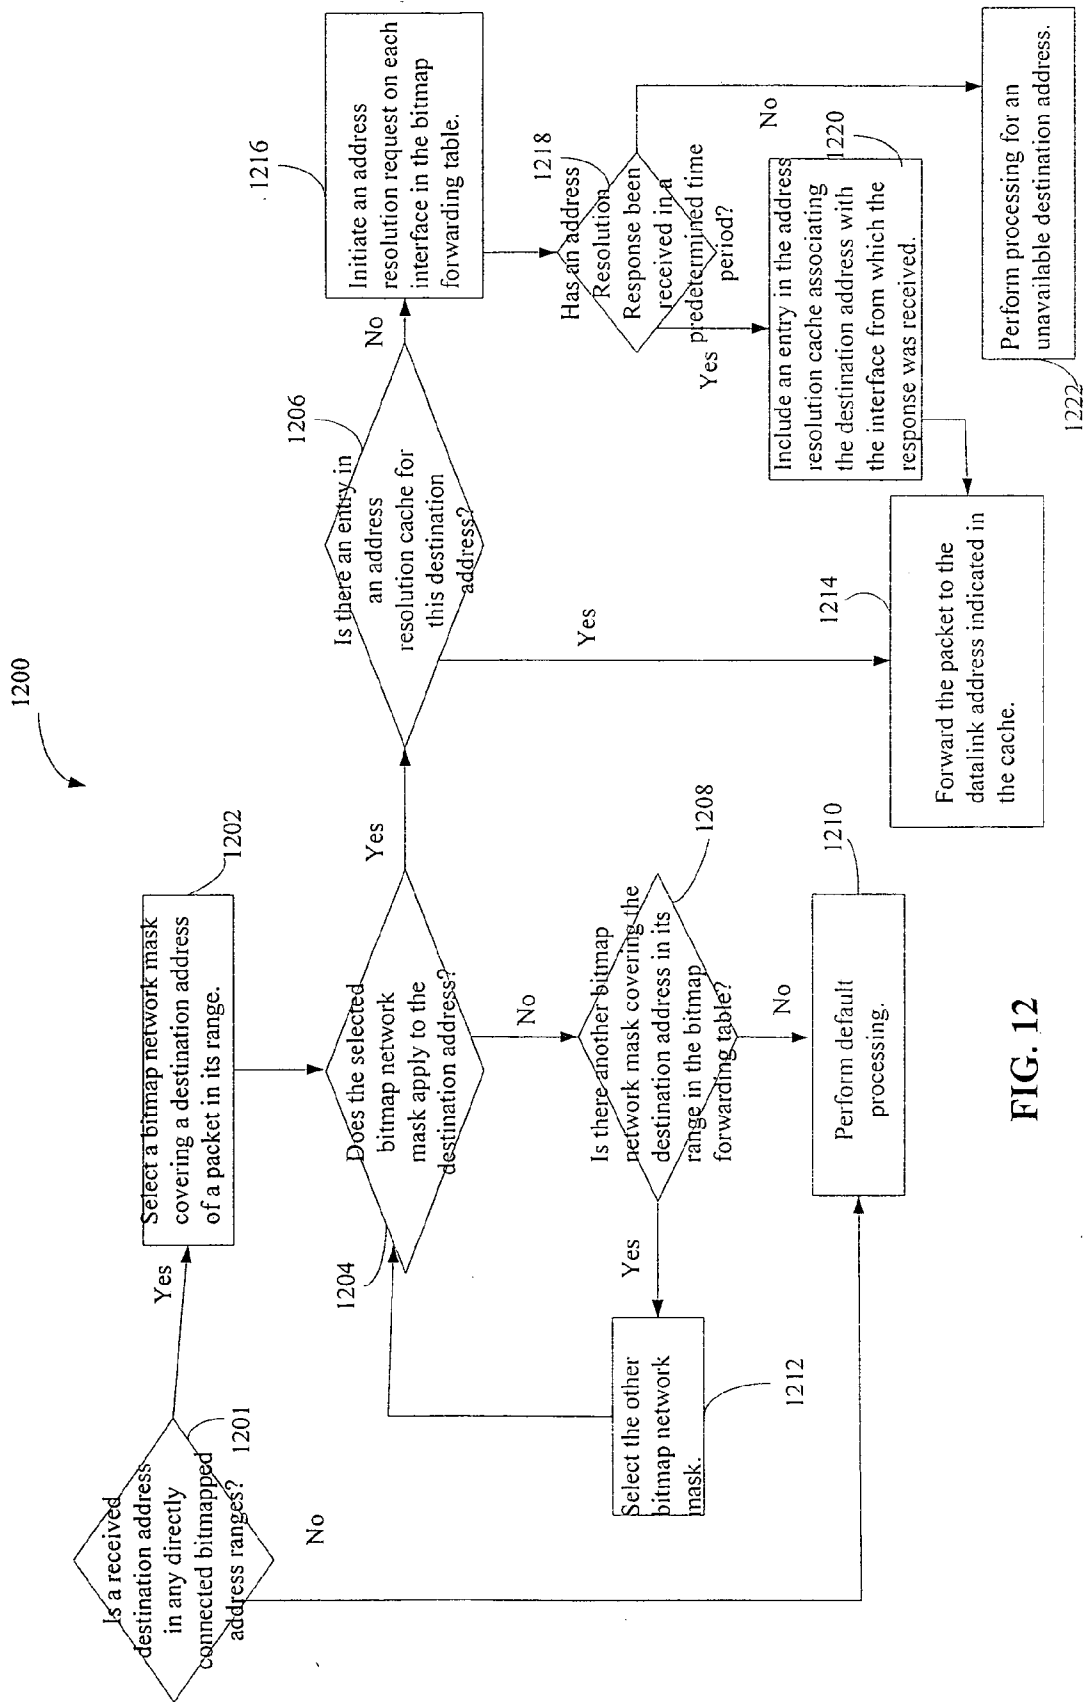 1200
Is a received
destination address
in any directly
connected bitmapped
address ranges?
1201
Yes
No
Select a bitmap network mask
covering a destination address
of a packet in its range.
1202
Does the selected
bitmap network
mask apply to the
destination address?
1204
Yes
No
Is there an entry in
an address
resolution cache for
this destination
address?
1206
No
Yes
Initiate an address
resolution request on each
interface in the bitmap
forwarding table.
1216
Has an address
Resolution
Response been
received in a
predetermined time
period?
1218
Yes
No
Include an entry in the address
resolution cache associating
the destination address with
the interface from which the
response was received.
1220
Perform processing for an
unavailable destination address.
1222
Forward the packet to the
datalink address indicated in
the cache.
1214
Is there another bitmap
network mask covering the
destination address in its
range in the bitmap
forwarding table?
1208
Yes
No
Select the other
bitmap network
mask.
1212
Perform default
processing.
1210
FIG. 12